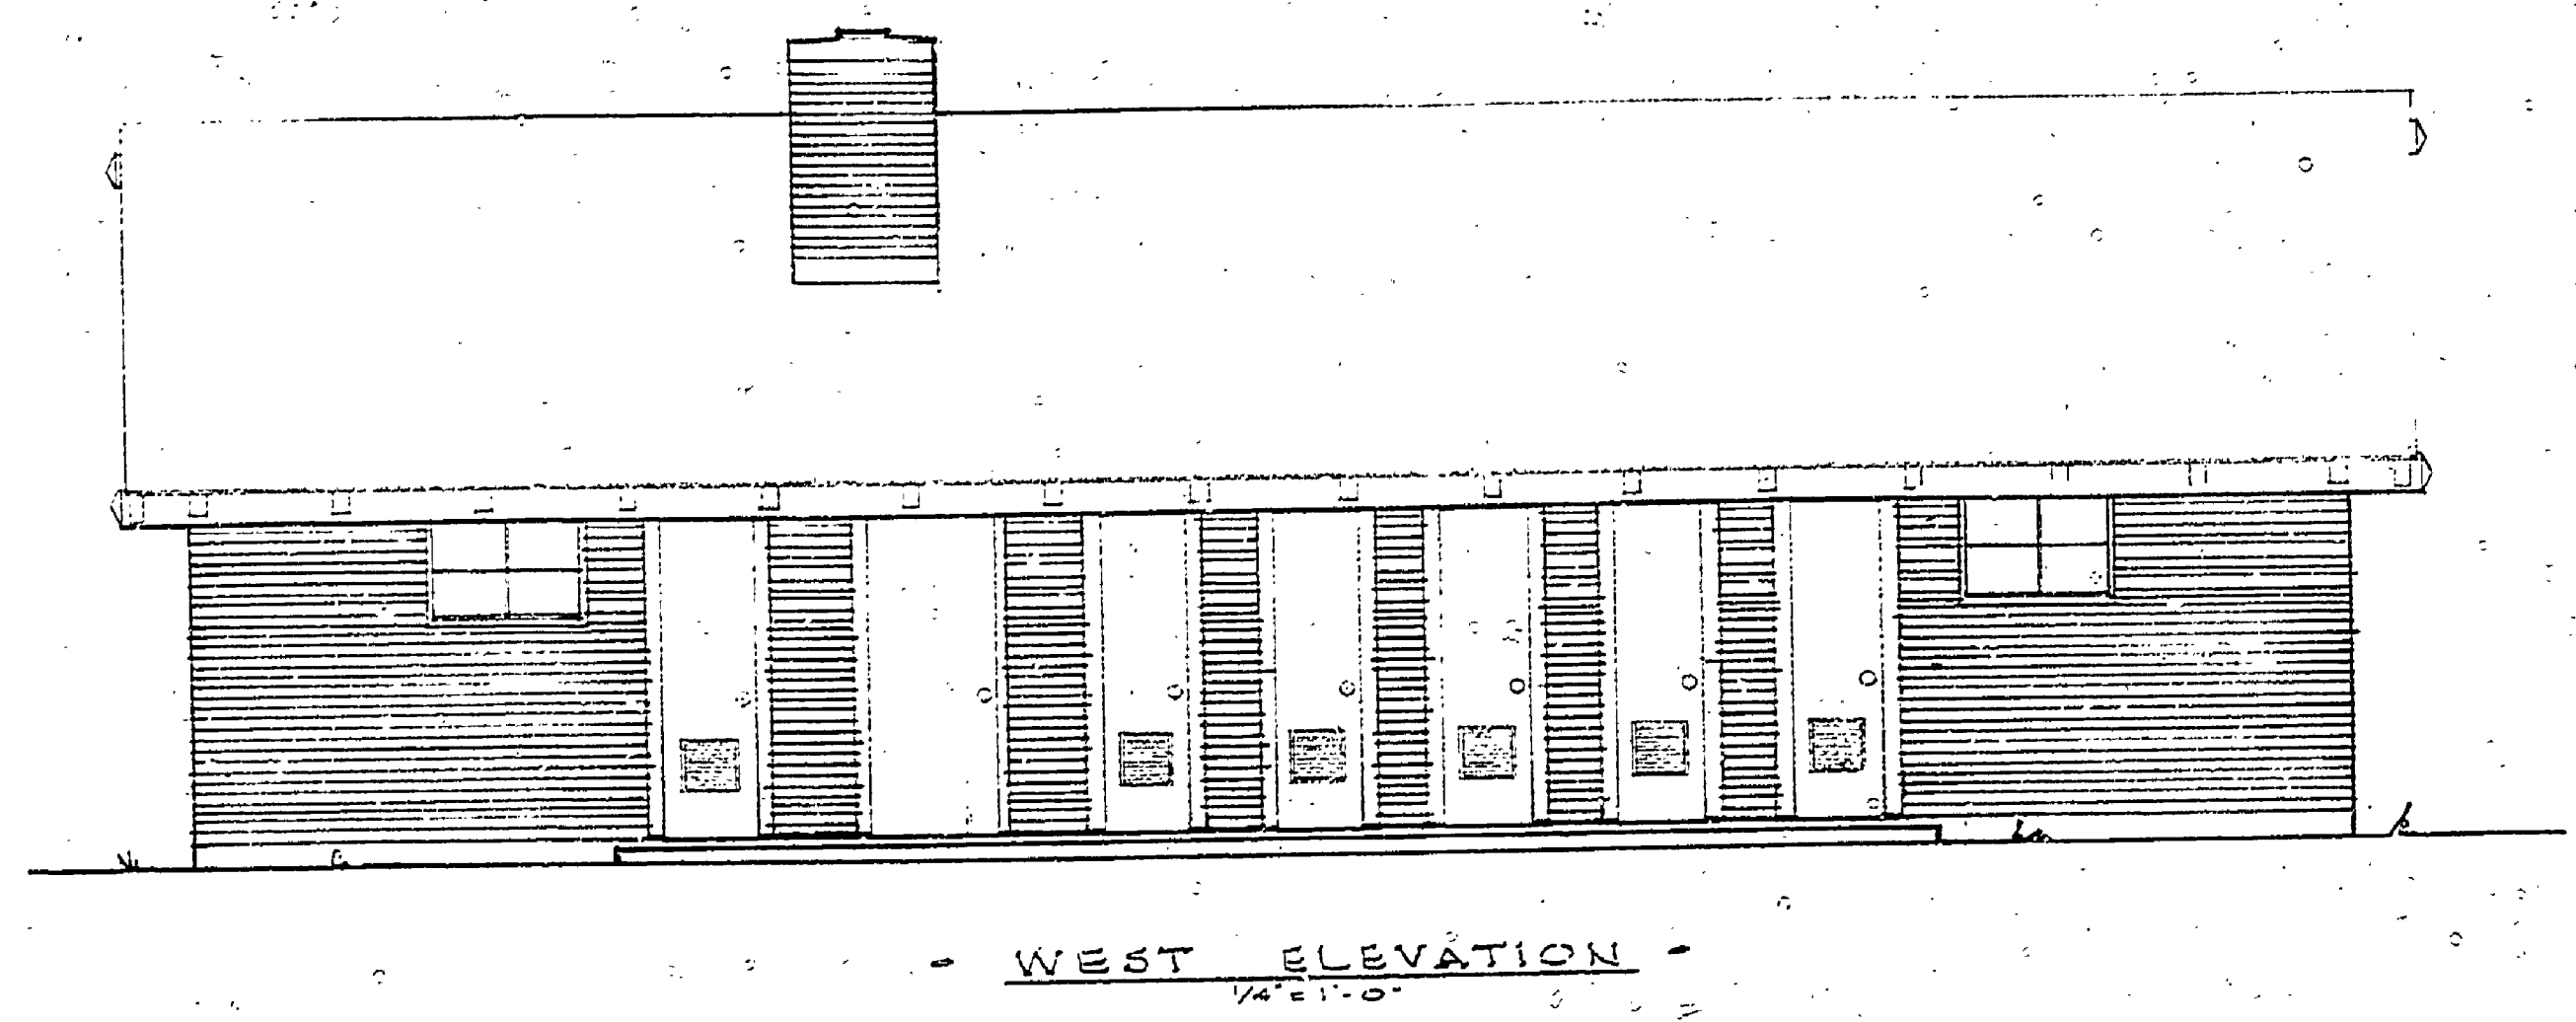 - WEST ELEVATION -
1/4" = 1'-0"